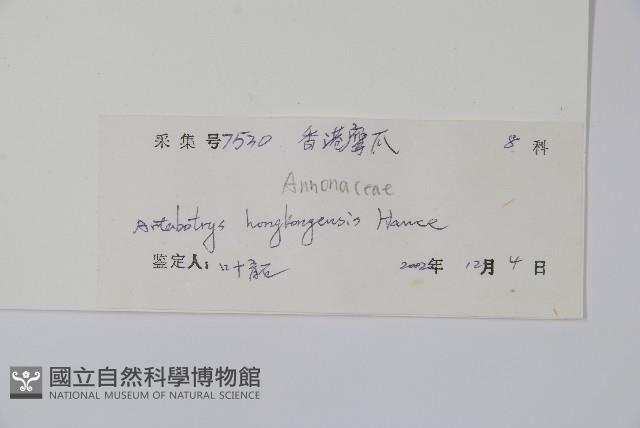 采集号7530 香港鹰爪 8 科
Annonaceae
Artabotrys hongkongensis Hance
鉴定人: 叶
2002年 12月 4 日
國立自然科學博物館
NATIONAL MUSEUM OF NATURAL SCIENCE